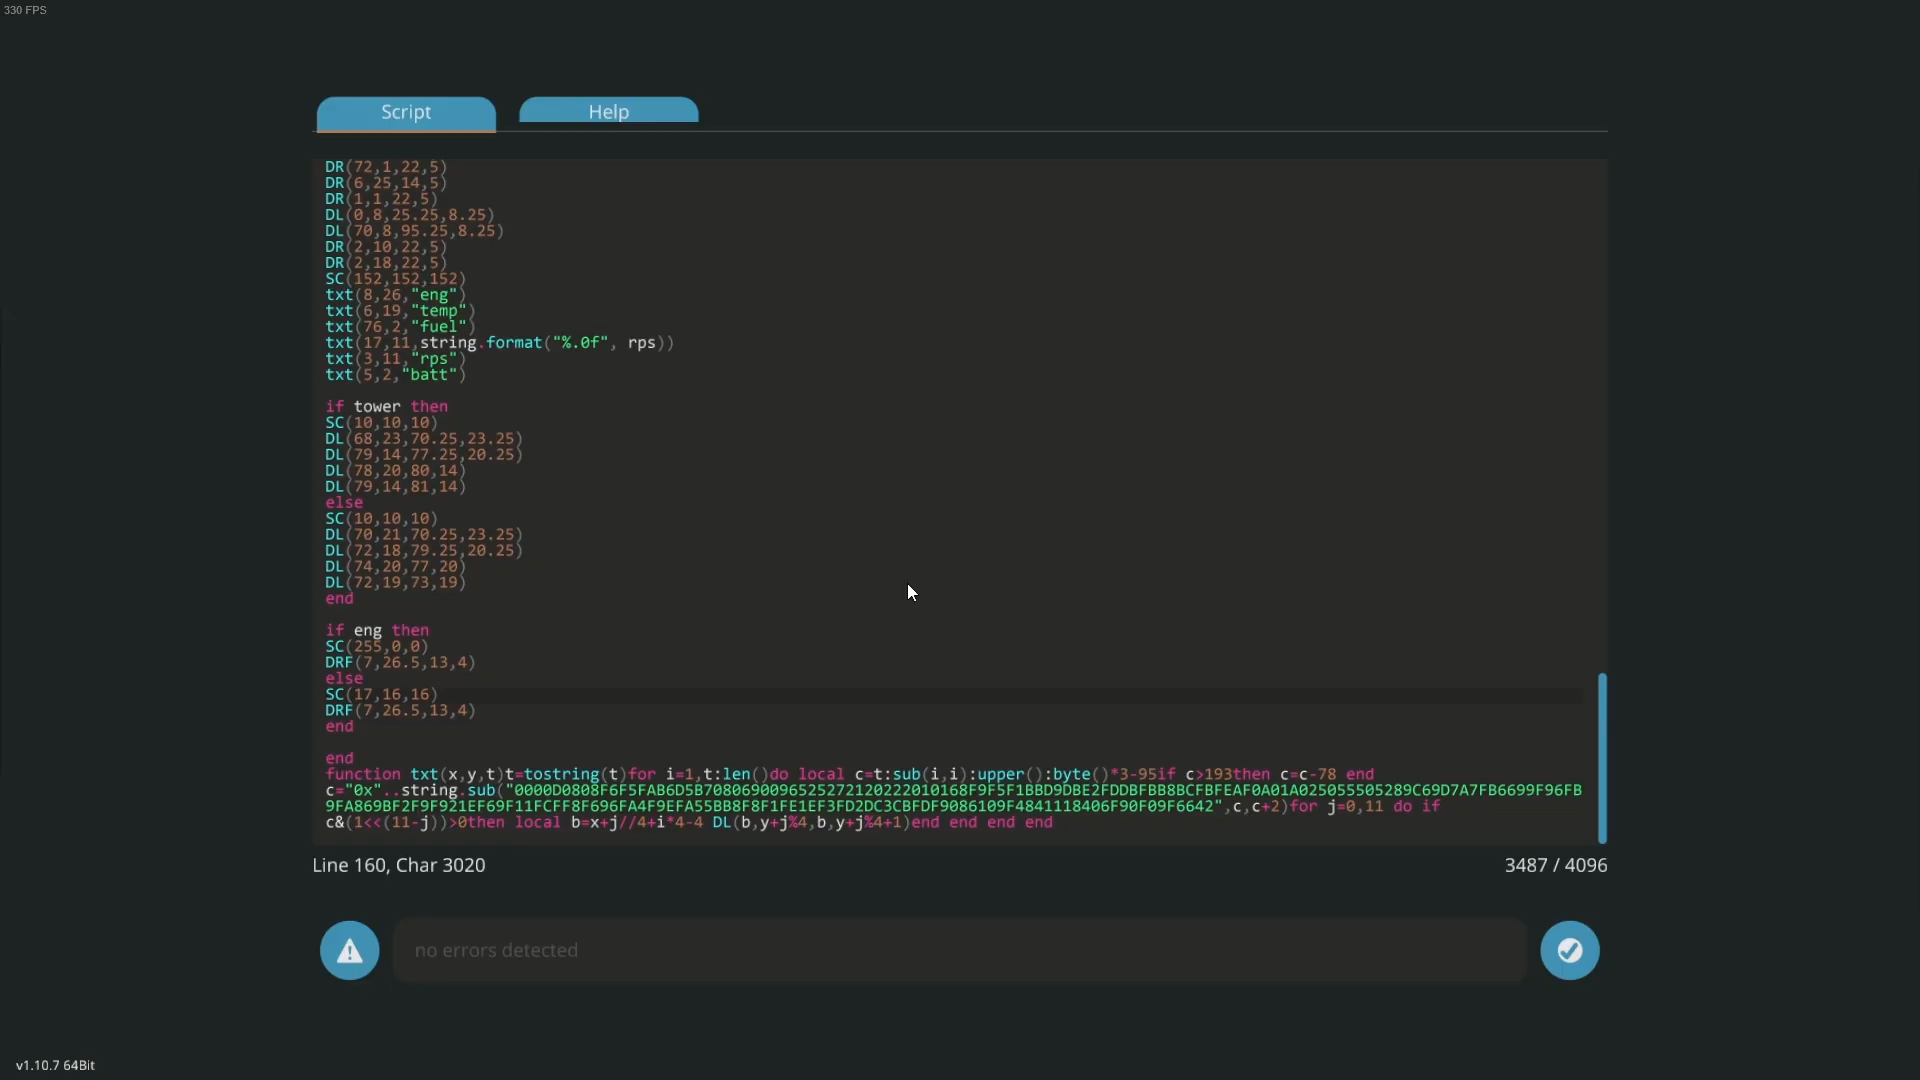 330 FPS
Script
Help
DR(72,1,22,5)
DR(6,25,14,5)
DR(1,1,22,5)
DL(0,8,25.25,8.25)
DL(70,8,95.25,8.25)
DR(2,10,22,5)
DR(2,18,22,5)
SC(152,152,152)
txt(8,26,"eng")
txt(6,19,"temp")
txt(76,2,"fuel")
txt(17,11,string.format("%.0f", rps))
txt(3,11,"rps")
txt(5,2,"batt")
if tower then
SC(10,10,10)
DL(68,23,70.25,23.25)
DL(79,14,77.25,20.25)
DL(78,20,80,14)
DL(79,14,81,14)
else
SC(10,10,10)
DL(70,21,70.25,23.25)
DL(72,18,79.25,20.25)
DL(74,20,77,20)
DL(72,19,73,19)
end
if eng then
SC(255,0,0)
DRF(7,26.5,13,4)
else
SC(17,16,16)
DRF(7,26.5,13,4)
end
end
function txt(x,y,t)t=tostring(t)for i=1,t:len()do local c=t:sub(i,i):upper():byte()*3-95if c>193then c=c-78 end
c="0x"..string.sub("0000D0808F6F5FAB6D5B7080690096525272120222010168F9F5F1BBD9DBE2FDDBFBB8BCFBFEAF0A01A025055505289C69D7A7FB6699F96FB
9FA869BF2F9F921EF69F11FCFF8F696FA4F9EFA55BB8F8F1FE1EF3FD2DC3CBFDF9086109F4841118406F90F09F6642",c,c+2)for j=0,11 do if
c&(1<<(11-j))>0then local b=x+j//4+i*4-4 DL(b,y+j%4,b,y+j%4+1)end end end end
Line 160, Char 3020
3487 / 4096
no errors detected
v1.10.7 64Bit